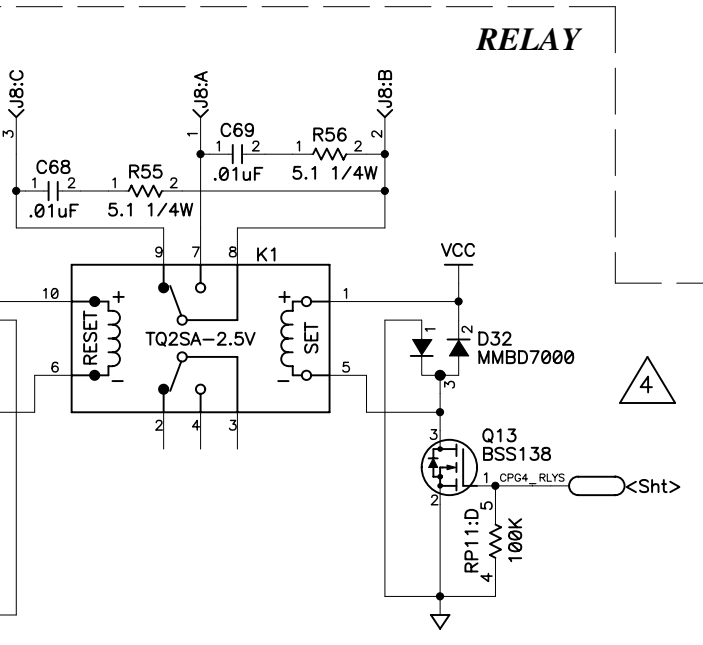 RELAY
J8:C
J8:A
J8:B
3
1
2
C69
1 2
.01uF
R56
1 2
5.1 1/4W
C68
1 2
.01uF
R55
1 2
5.1 1/4W
9 7 8
K1
VCC
10
+
+
1
RESET
TQ2SA-2.5V
SET
1
2
D32
MMBD7000
6
-
-
5
3
4
2 4 3
3
Q13
BSS138
1
CPG4_RLYS
<Sht>
2
5
RP11:D
100K
4